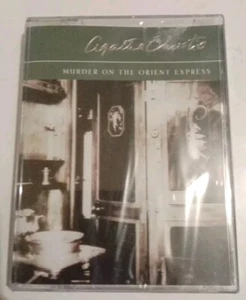 Agatha Christie
MURDER ON THE ORIENT EXPRESS